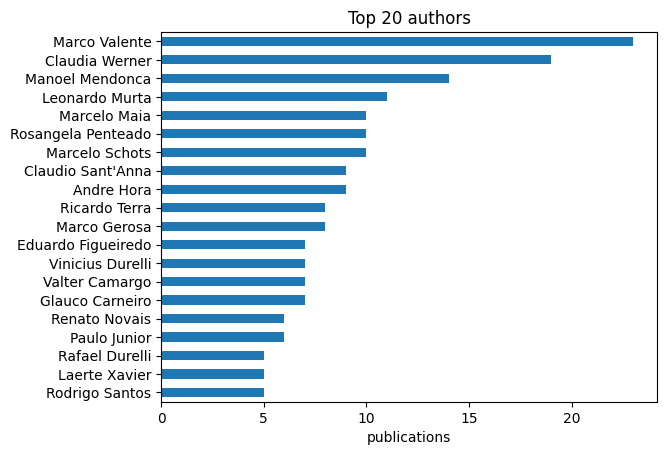 Top 20 authors
Marco Valente
Claudia Werner
Manoel Mendonca
Leonardo Murta
Marcelo Maia
Rosangela Penteado
Marcelo Schots
Claudio Sant'Anna
Andre Hora
Ricardo Terra
Marco Gerosa
Eduardo Figueiredo
Vinicius Durelli
Valter Camargo
Glauco Carneiro
Renato Novais
Paulo Junior
Rafael Durelli
Laerte Xavier
Rodrigo Santos
0 5 10 15 20
publications